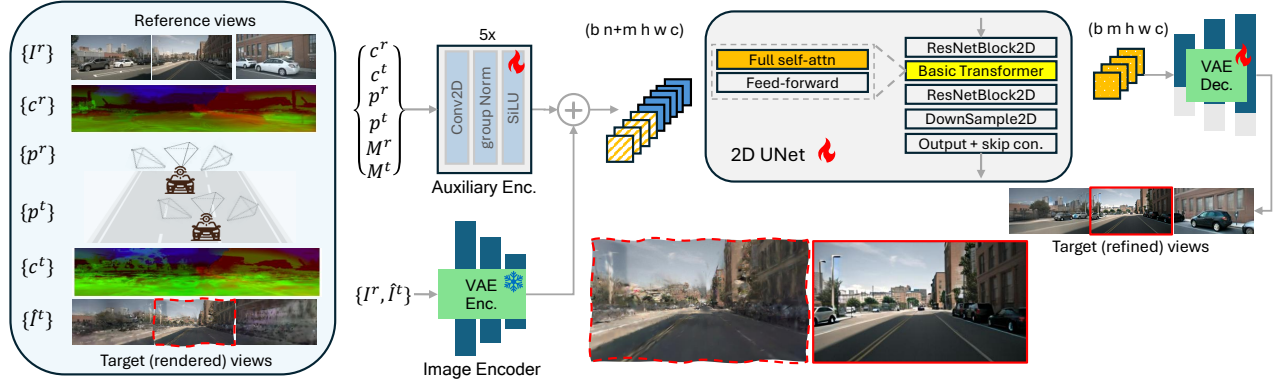 Reference views
{I^r}
{c^r}
{p^r}
{p^t}
{c^t}
{Î^t}
Target (rendered) views
c^r
c^t
p^r
p^t
M^r
M^t
5x
Conv2D
group Norm
SiLU
Auxiliary Enc.
{I^r, Î^t}
VAE
Enc.
Image Encoder
(b n+m h w c)
Full self-attn
Feed-forward
ResNetBlock2D
Basic Transformer
ResNetBlock2D
DownSample2D
Output + skip con.
2D UNet
(b m h w c)
VAE
Dec.
Target (refined) views